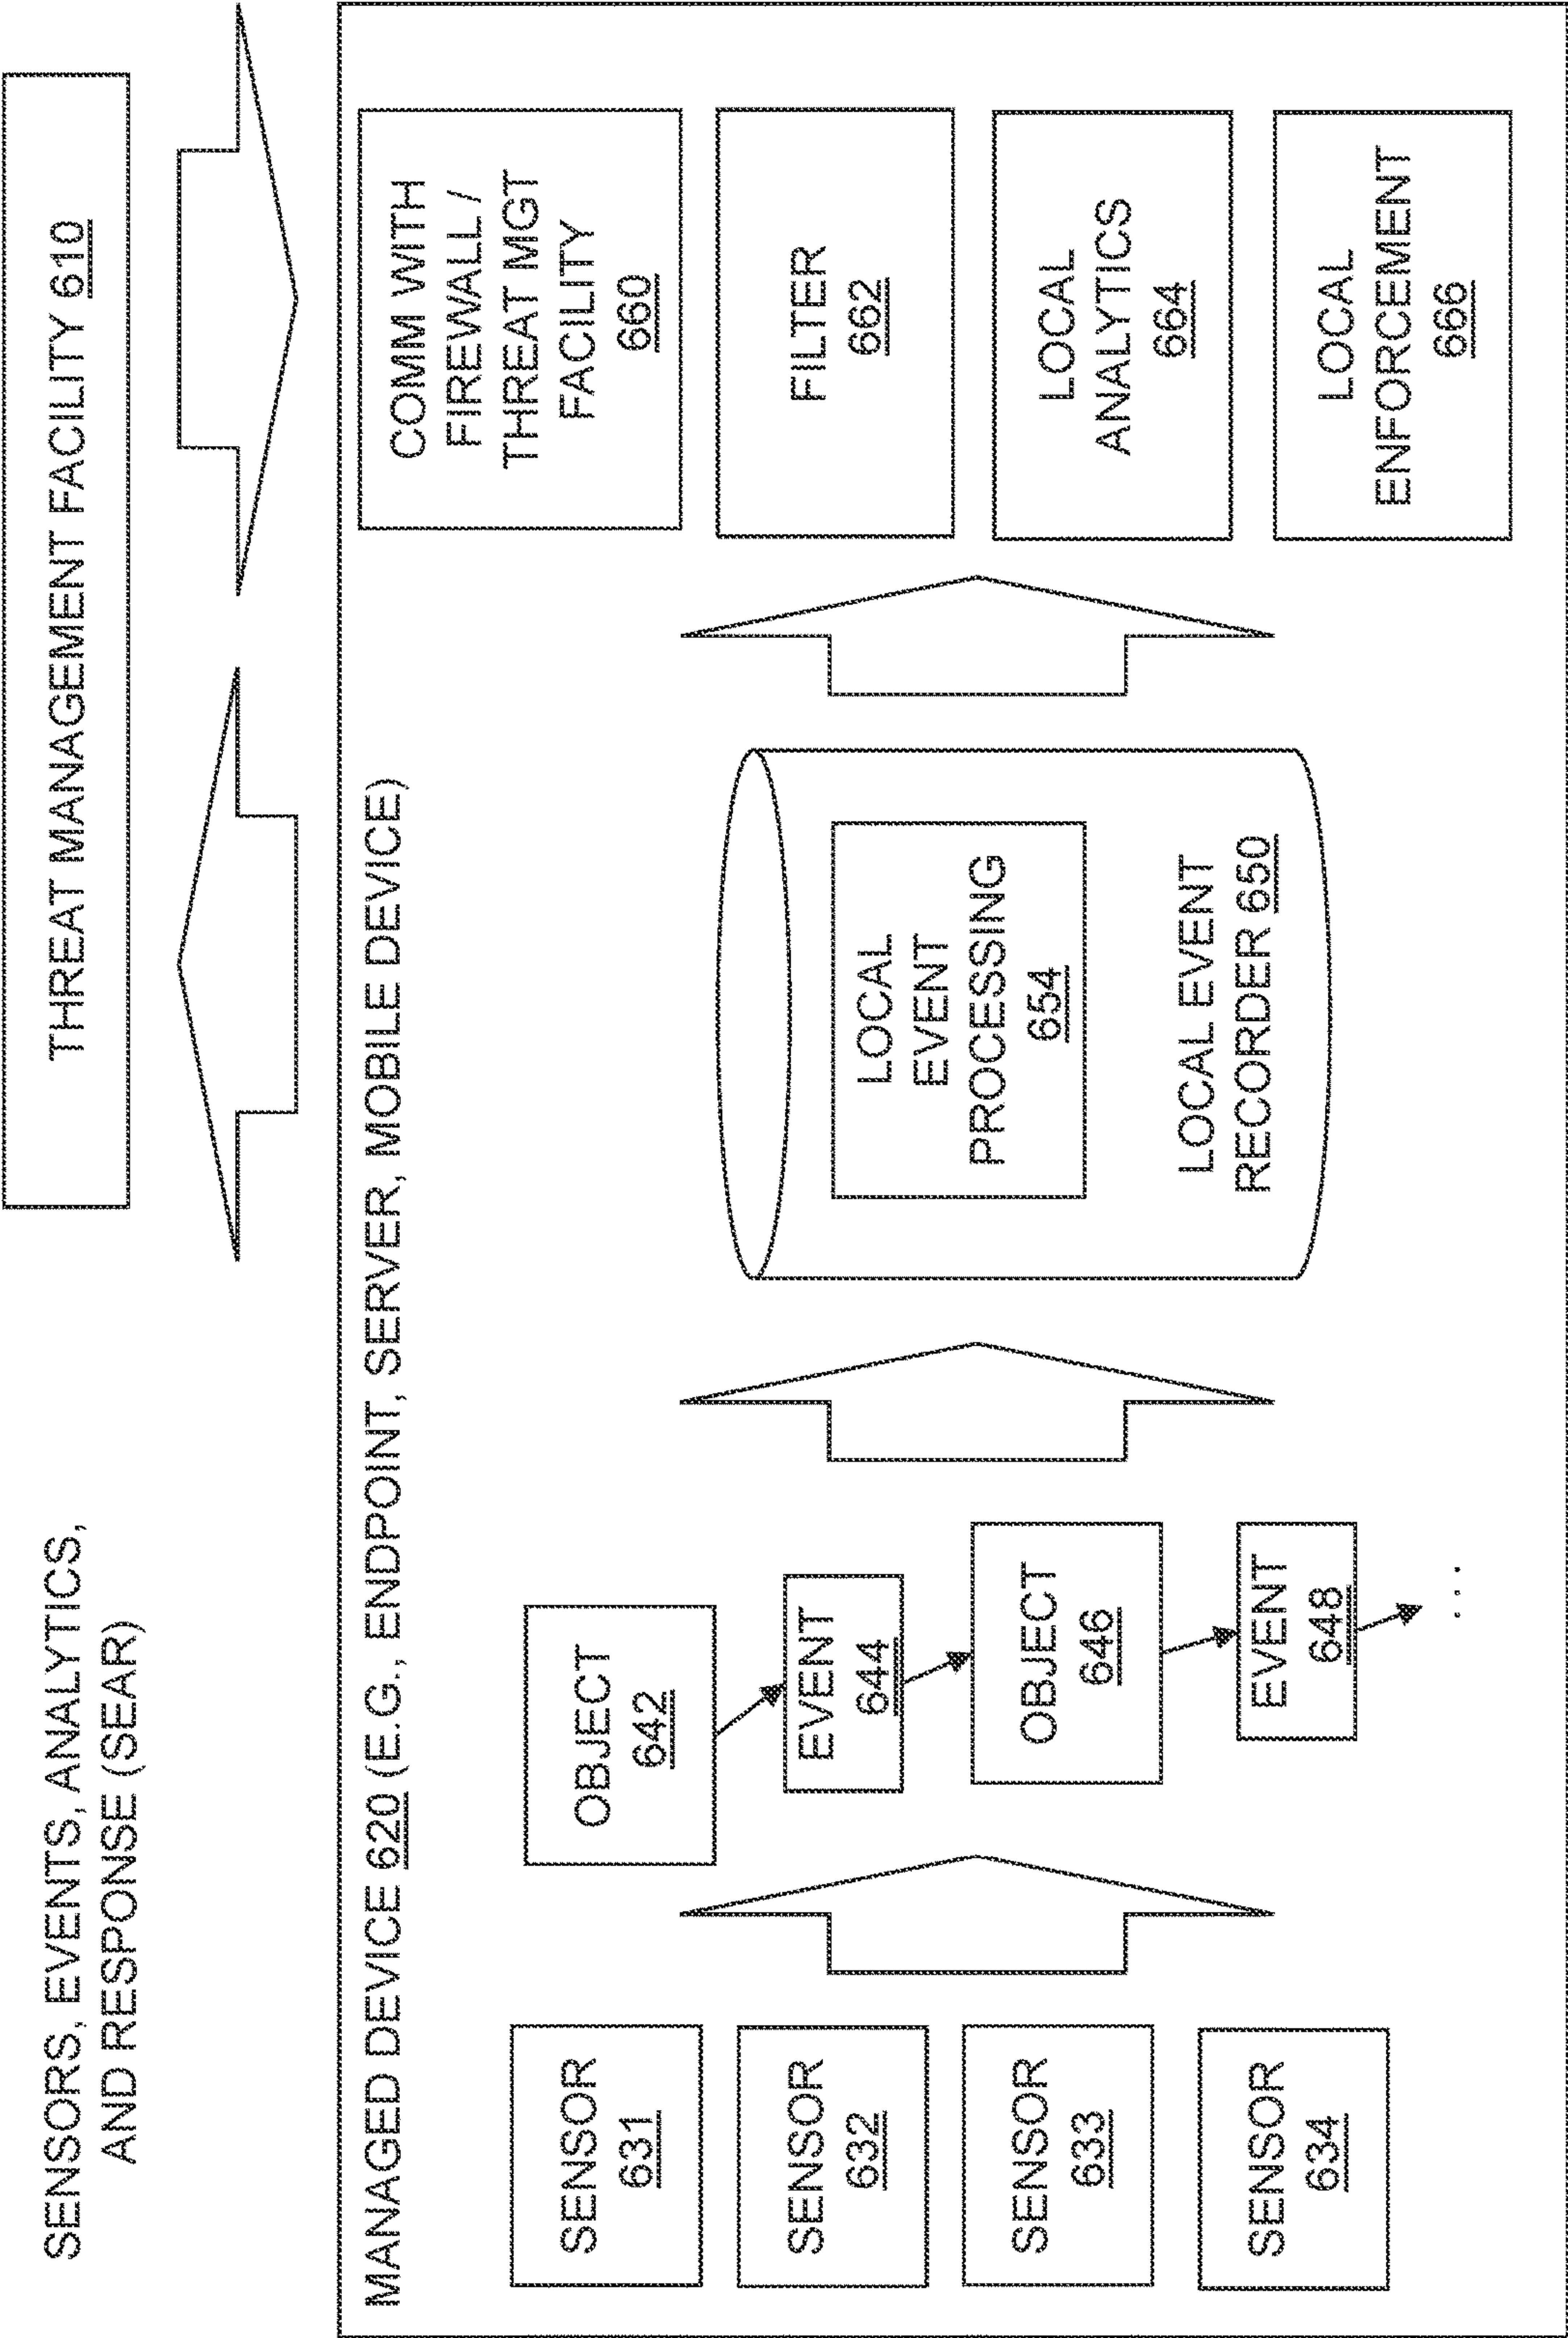 SENSORS, EVENTS, ANALYTICS,
AND RESPONSE (SEAR)
THREAT MANAGEMENT FACILITY 610
MANAGED DEVICE 620 (E.G., ENDPOINT, SERVER, MOBILE DEVICE)
SENSOR
631
SENSOR
632
SENSOR
633
SENSOR
634
OBJECT
642
EVENT
644
OBJECT
646
EVENT
648
...
LOCAL
EVENT
PROCESSING
654
LOCAL EVENT
RECORDER 650
COMM WITH
FIREWALL /
THREAT MGT
FACILITY
660
FILTER
662
LOCAL
ANALYTICS
664
LOCAL
ENFORCEMENT
666